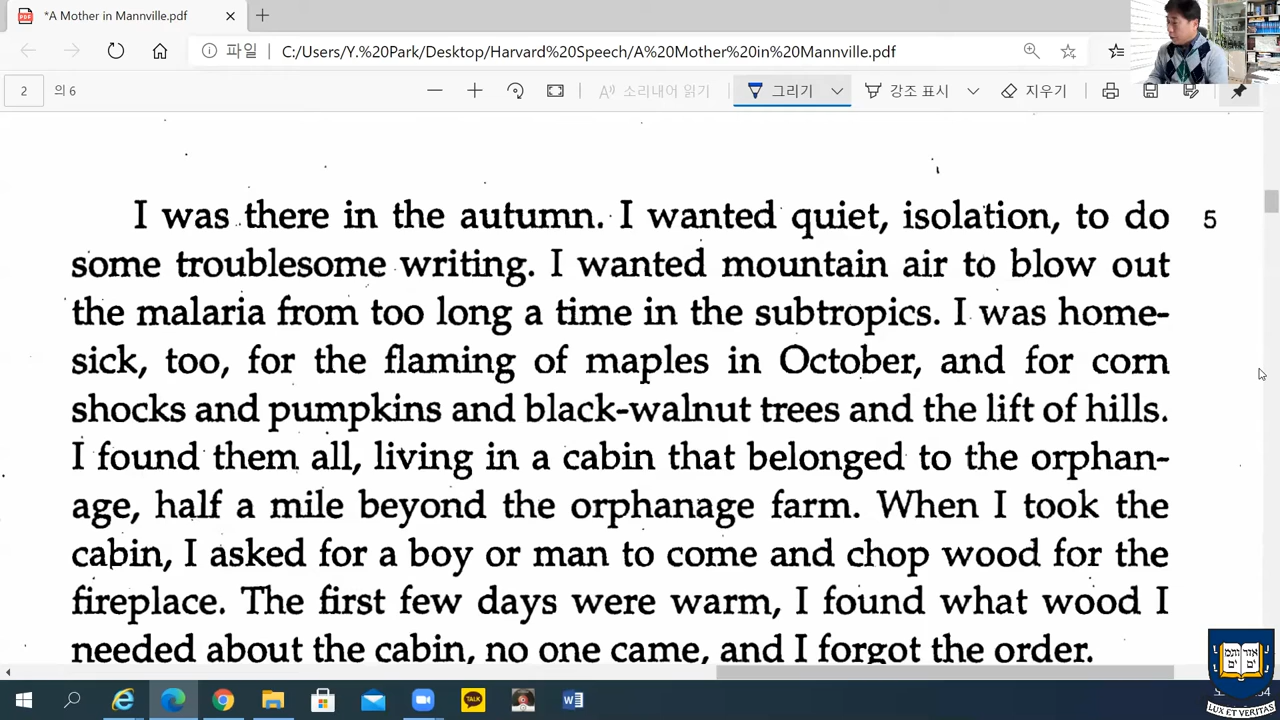 *A Mother in Mannville.pdf
파일
C:/Users/Y.%20Park/Desktop/Harvard%20Speech/A%20Mother%20in%20Mannville.pdf
2 의 6
소리내어 읽기
그리기
강조 표시
지우기
I was there in the autumn. I wanted quiet, isolation, to do 5
some troublesome writing. I wanted mountain air to blow out
the malaria from too long a time in the subtropics. I was home-
sick, too, for the flaming of maples in October, and for corn
shocks and pumpkins and black-walnut trees and the lift of hills.
I found them all, living in a cabin that belonged to the orphan-
age, half a mile beyond the orphanage farm. When I took the
cabin, I asked for a boy or man to come and chop wood for the
fireplace. The first few days were warm, I found what wood I
needed about the cabin, no one came, and I forgot the order.
TALK
LUX ET VERITAS